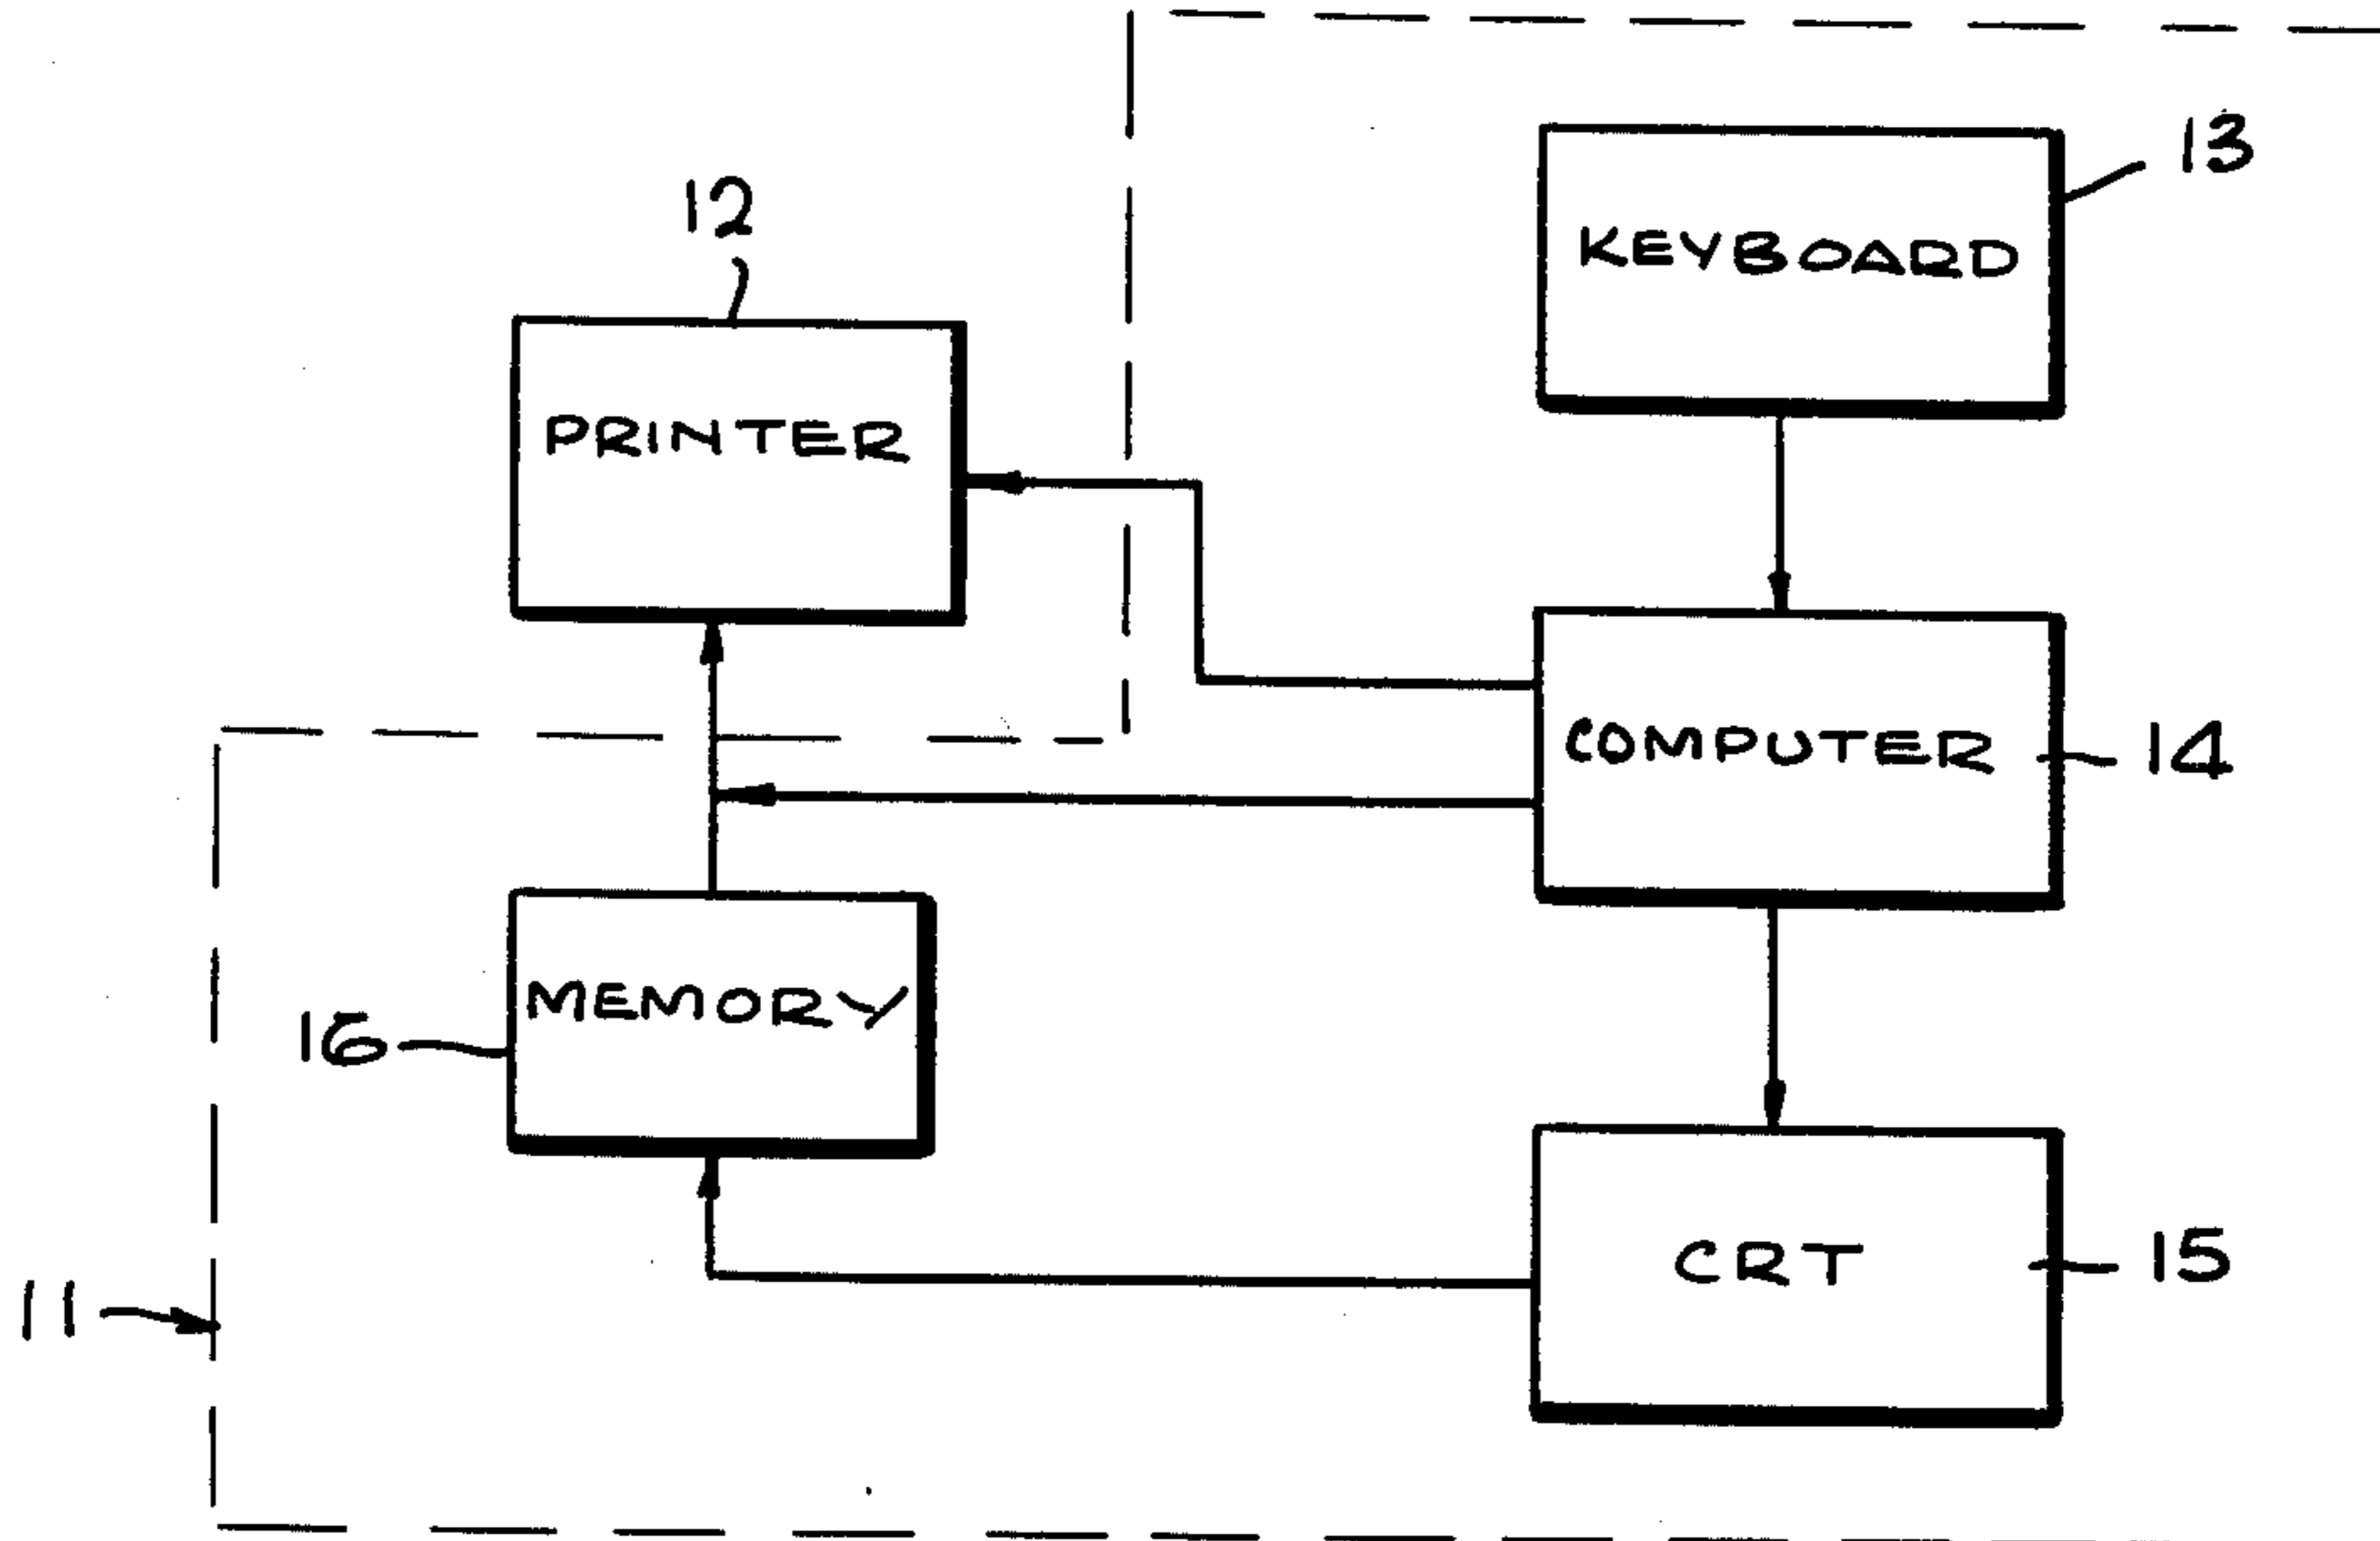 13
KEYBOARD
12
PRINTER
COMPUTER
14
MEMORY
16
CRT
15
11